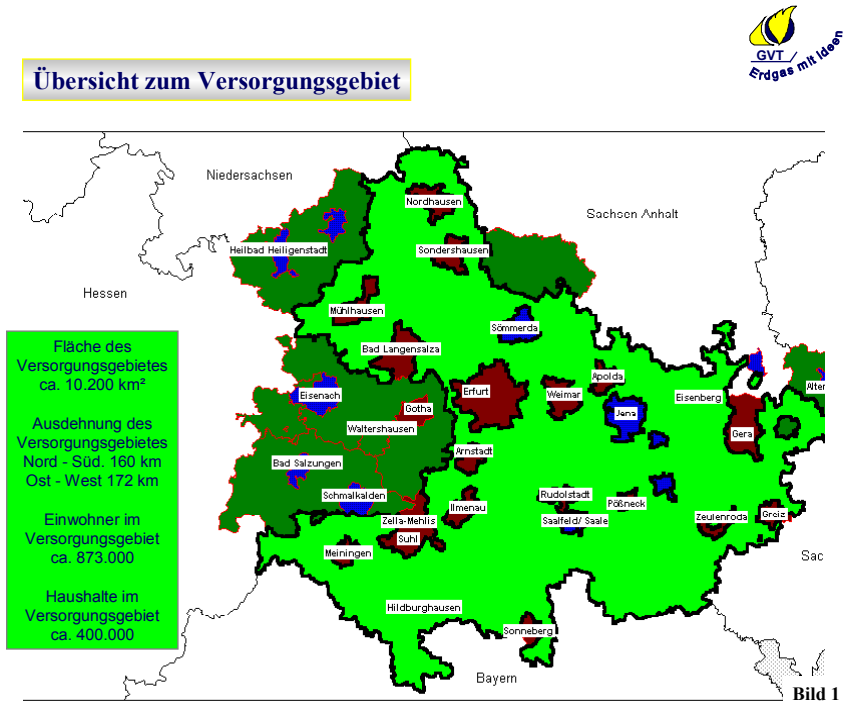 GVT
Erdgas mit Ideen
Übersicht zum Versorgungsgebiet
Niedersachsen
Nordhausen
Sachsen Anhalt
Heilbad Heiligenstadt
Sondershausen
Hessen
Mühlhausen
Sömmerda
Bad Langensalza
Fläche des
Versorgungsgebietes
ca. 10.200 km²
Ausdehnung des
Versorgungsgebietes
Nord - Süd. 160 km
Ost - West 172 km
Einwohner im
Versorgungsgebiet
ca. 873.000
Haushalte im
Versorgungsgebiet
ca. 400.000
Eisenach
Gotha
Erfurt
Weimar
Apolda
Eisenberg
Alter
Waltershausen
Jena
Gera
Arnstadt
Bad Salzungen
Schmalkalden
Ilmenau
Rudolstadt
Pößneck
Zella-Mehlis
Saalfeld/ Saale
Zeulenroda
Greiz
Suhl
Meiningen
Sac
Hildburghausen
Sonneberg
Bayern
Bild 1